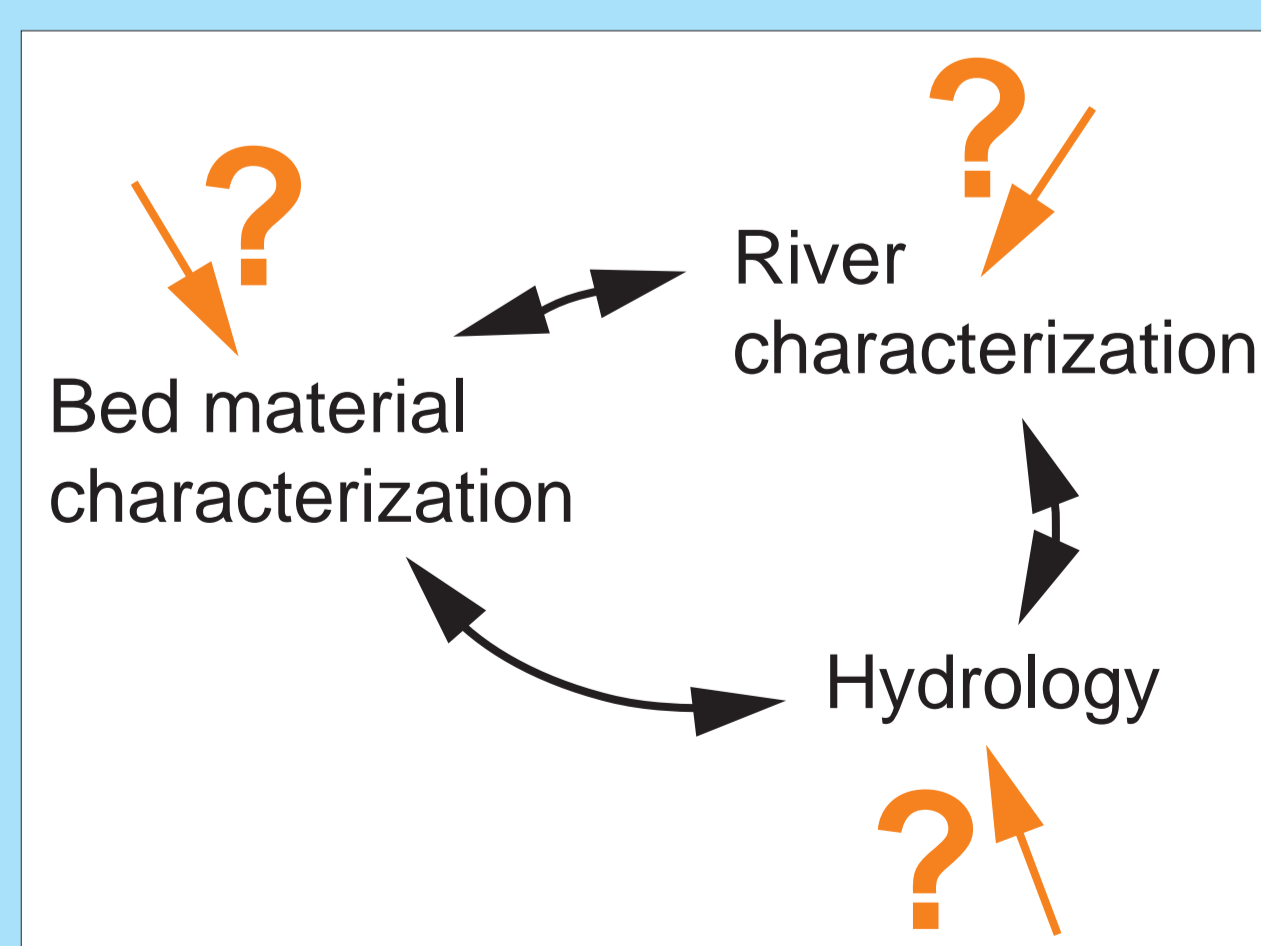 ?
?
River
characterization
Bed material
characterization
Hydrology
?